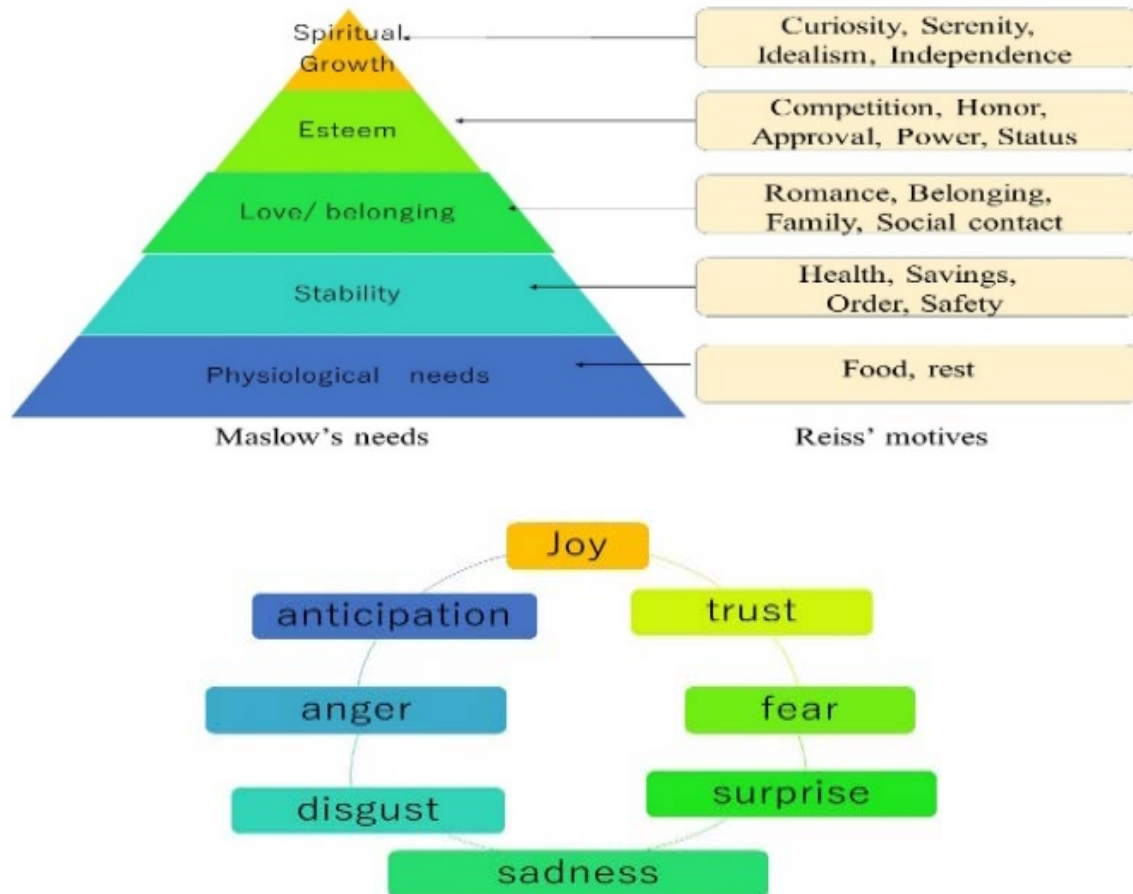 Spiritual
Growth
Curiosity, Serenity,
Idealism, Independence
Esteem
Competition, Honor,
Approval, Power, Status
Love/ belonging
Romance, Belonging,
Family, Social contact
Stability
Health, Savings,
Order, Safety
Physiological needs
Food, rest
Maslow's needs
Reiss' motives
Joy
anticipation
trust
anger
fear
disgust
surprise
sadness